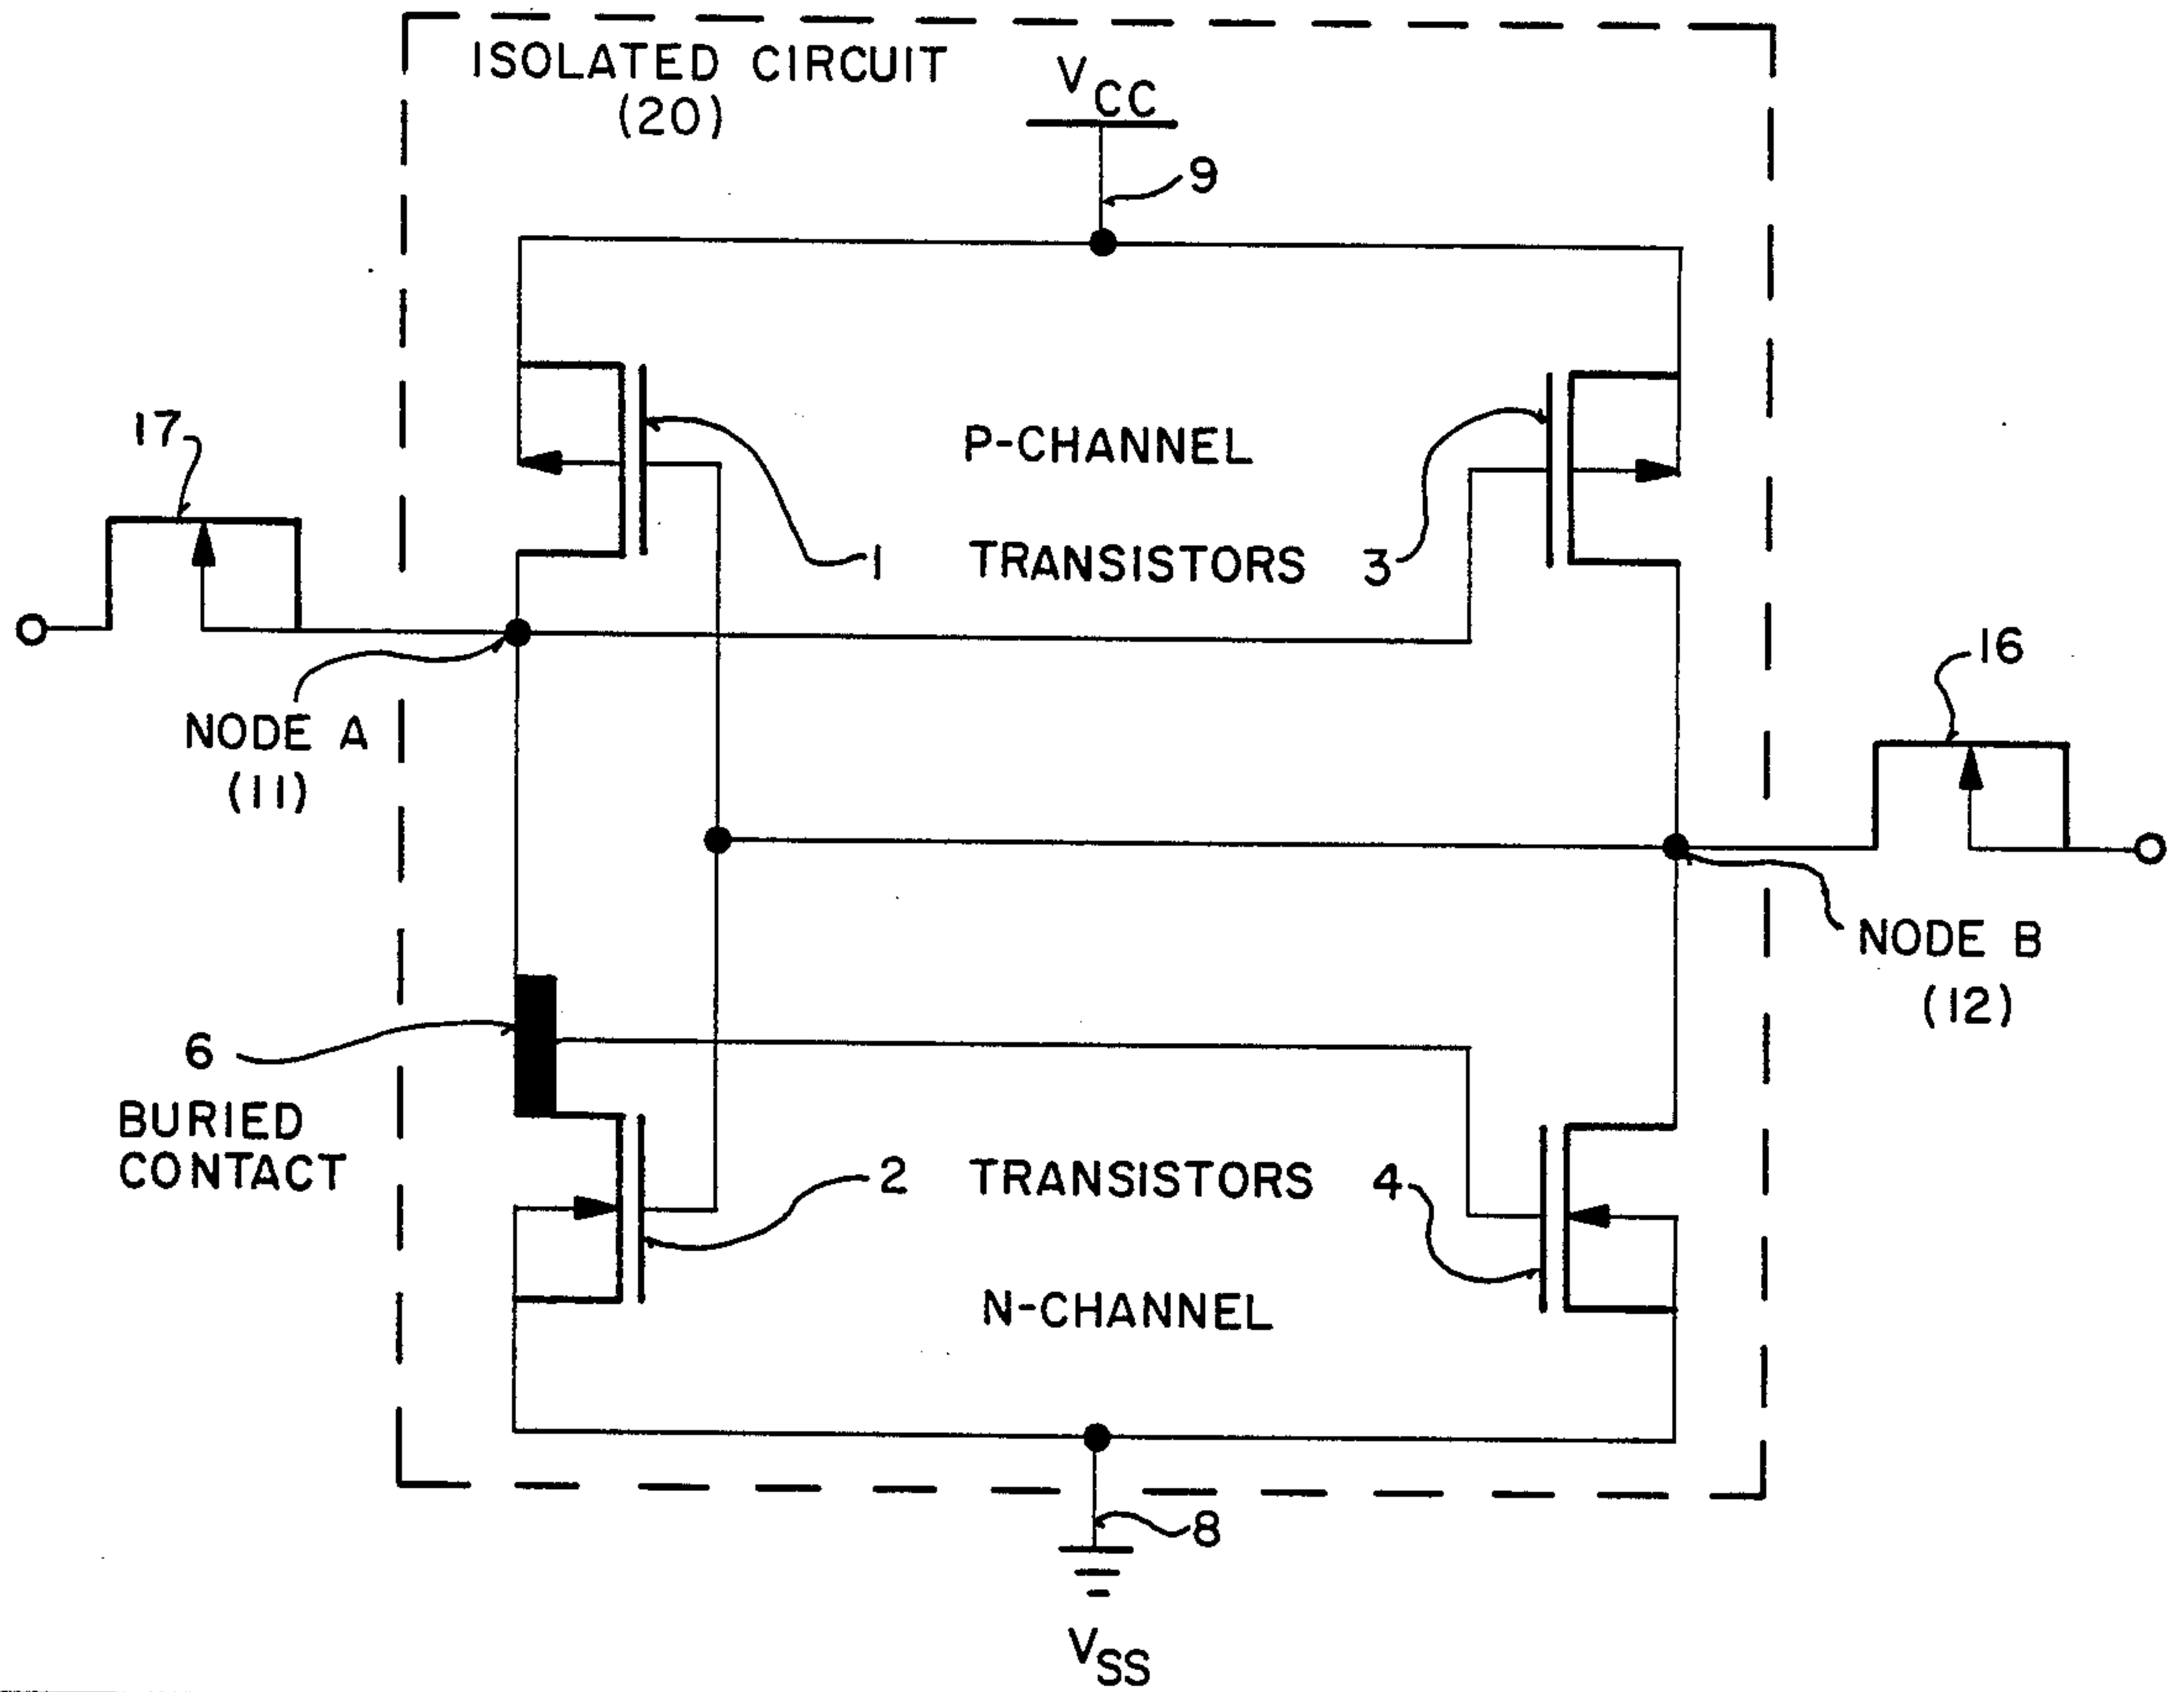 ISOLATED CIRCUIT
(20)
VCC
9
17
P-CHANNEL
1
TRANSISTORS
3
16
NODE A
(11)
NODE B
(12)
6
BURIED
CONTACT
2
TRANSISTORS
4
N-CHANNEL
8
VSS